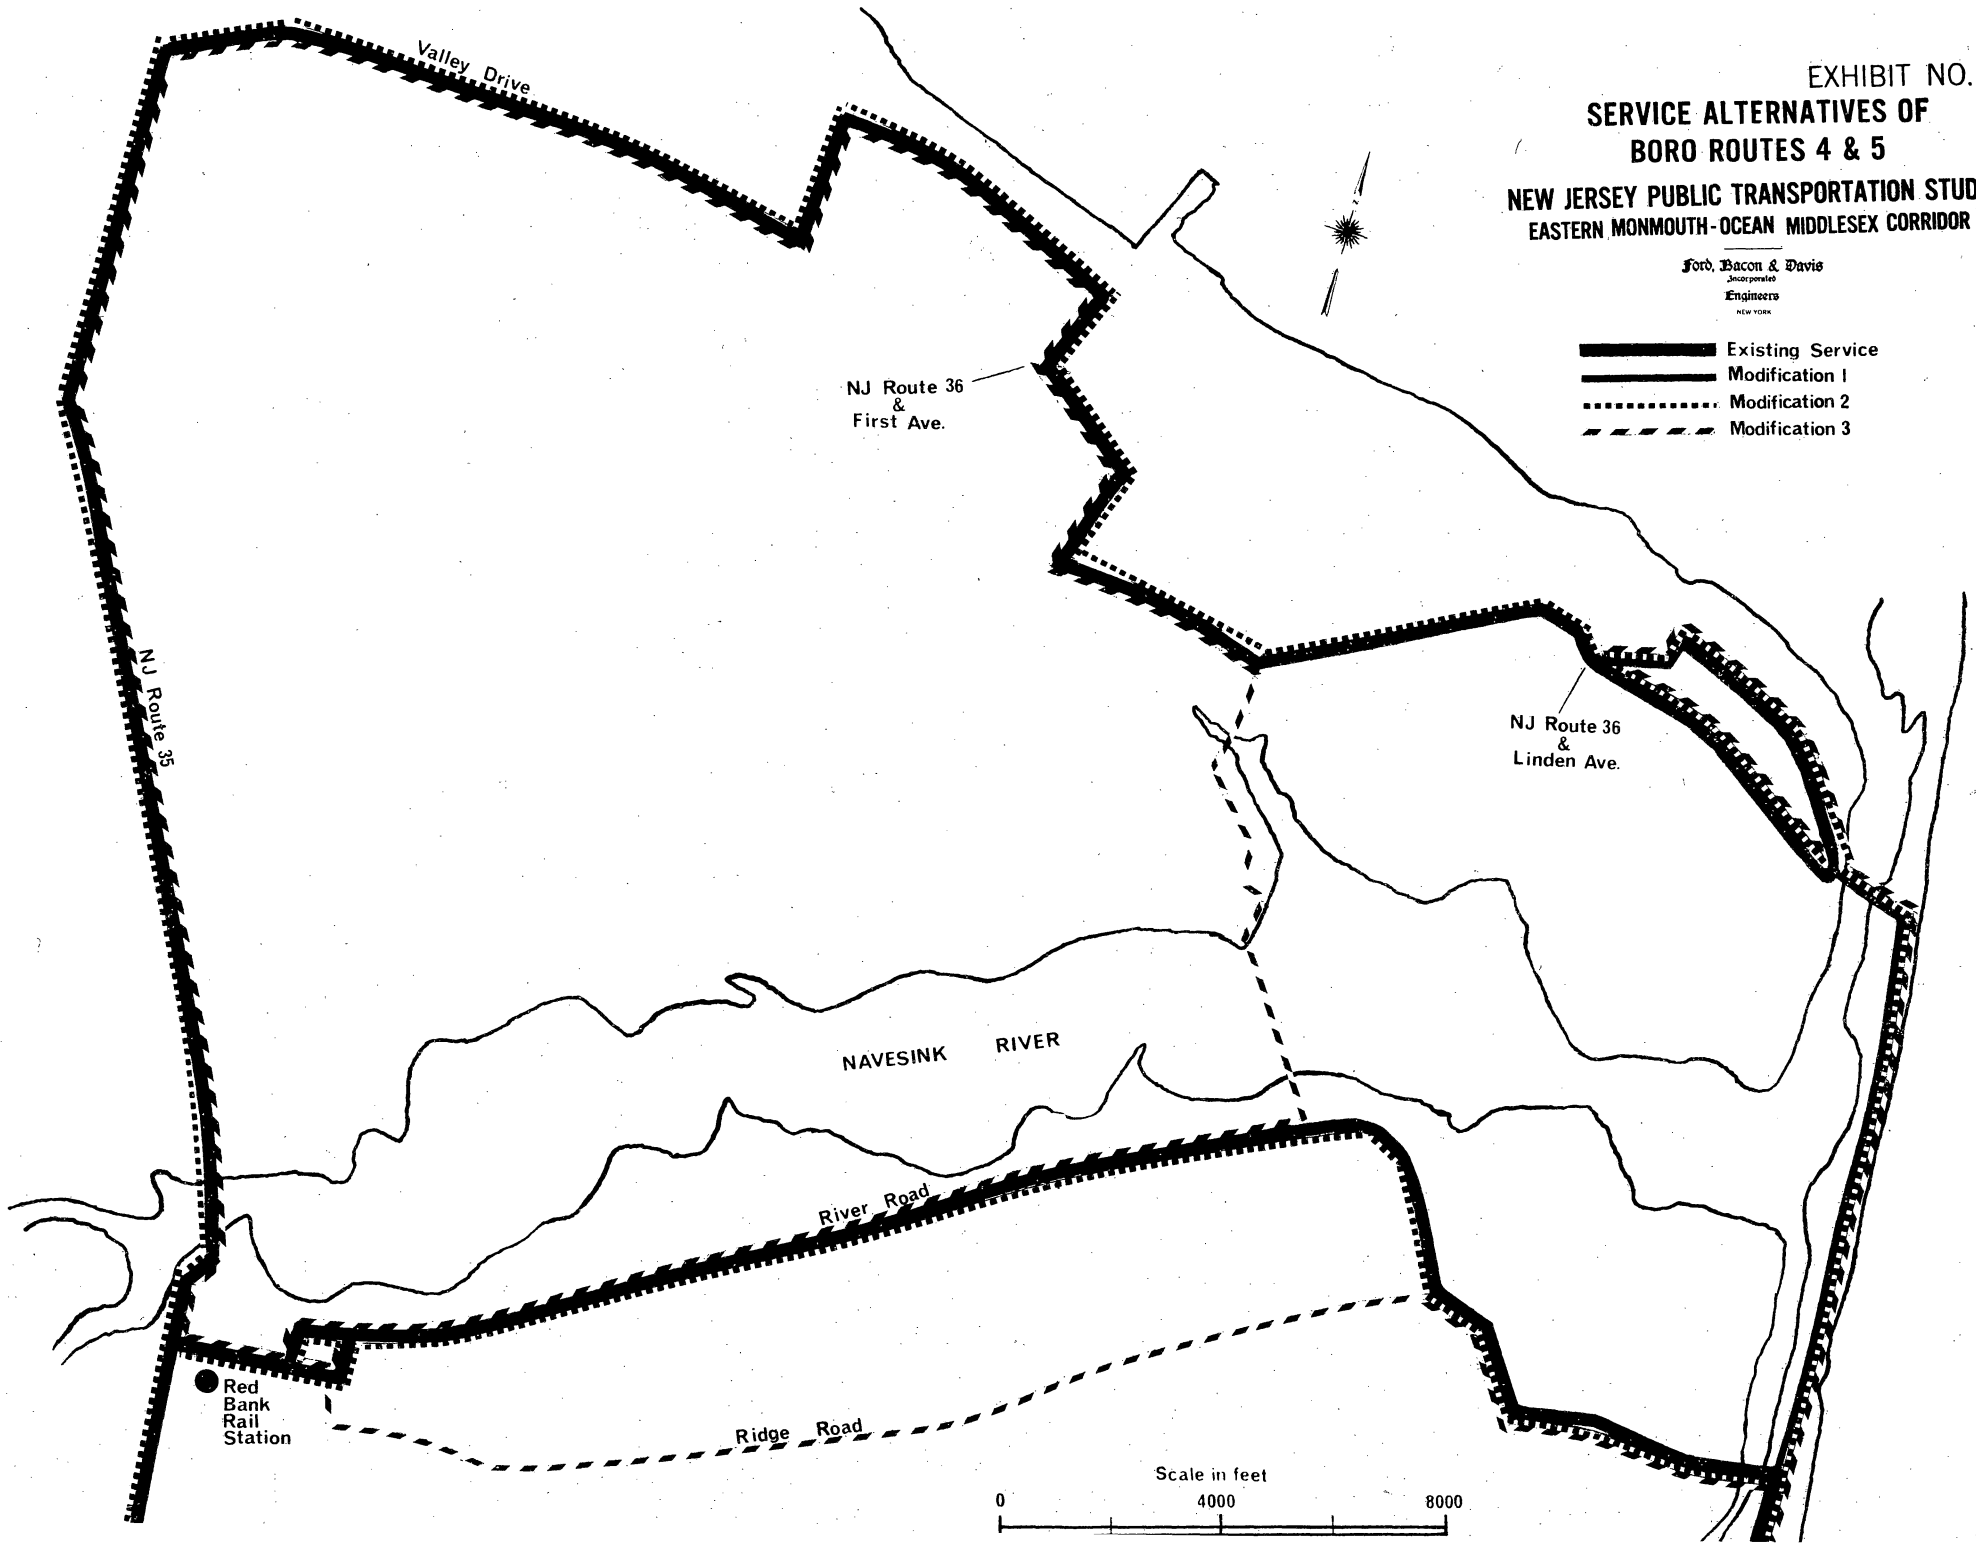 EXHIBIT NO.
SERVICE ALTERNATIVES OF
BORO ROUTES 4 & 5
NEW JERSEY PUBLIC TRANSPORTATION STUD
EASTERN MONMOUTH-OCEAN MIDDLESEX CORRIDOR
Ford, Bacon & Davis
Incorporated
Engineers
NEW YORK
Existing Service
Modification 1
Modification 2
Modification 3
Valley Drive
NJ Route 36
&
First Ave.
NJ Route 35
NJ Route 36
&
Linden Ave.
NAVESINK RIVER
River Road
Red
Bank
Rail
Station
Ridge Road
Scale in feet
0 4000 8000